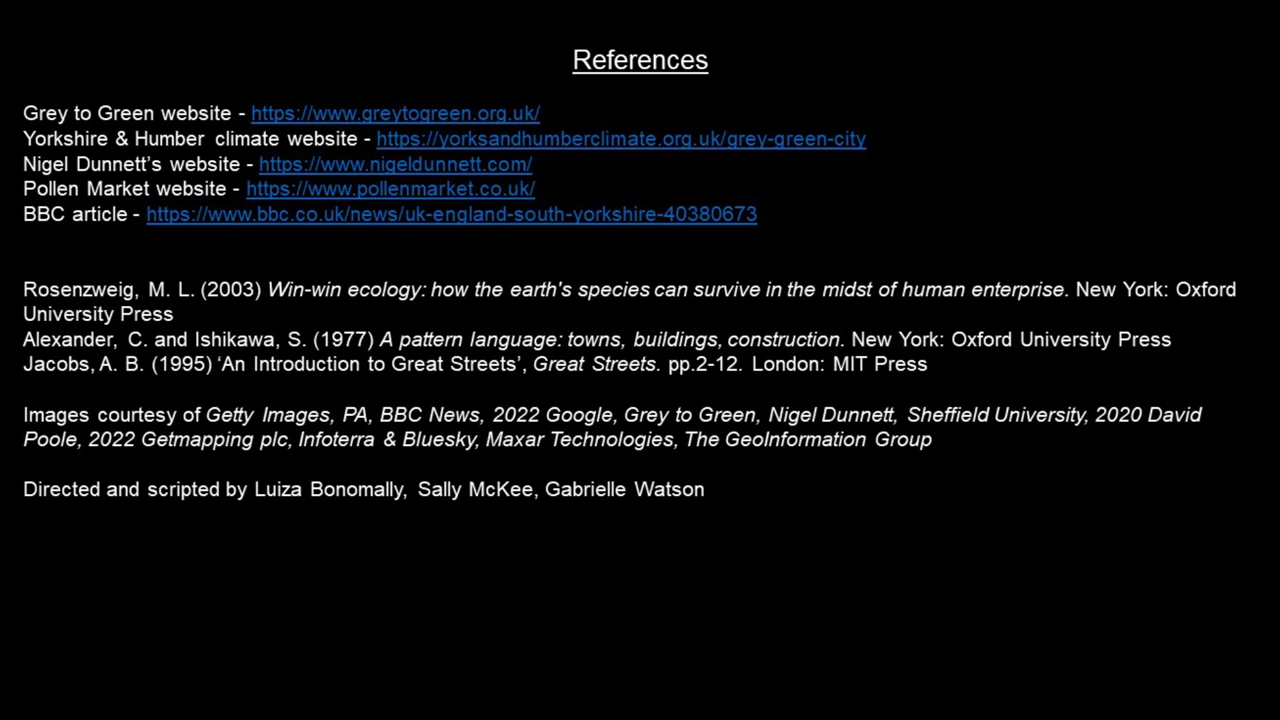 References
Grey to Green website - https://www.greytogreen.org.uk/
Yorkshire & Humber climate website - https://yorksandhumberclimate.org.uk/grey-green-city
Nigel Dunnett’s website - https://www.nigeldunnett.com/
Pollen Market website - https://www.pollenmarket.co.uk/
BBC article - https://www.bbc.co.uk/news/uk-england-south-yorkshire-40380673
Rosenzweig, M. L. (2003) Win-win ecology: how the earth's species can survive in the midst of human enterprise. New York: Oxford
University Press
Alexander, C. and Ishikawa, S. (1977) A pattern language: towns, buildings, construction. New York: Oxford University Press
Jacobs, A. B. (1995) ‘An Introduction to Great Streets’, Great Streets. pp.2-12. London: MIT Press
Images courtesy of Getty Images, PA, BBC News, 2022 Google, Grey to Green, Nigel Dunnett, Sheffield University, 2020 David
Poole, 2022 Getmapping plc, Infoterra & Bluesky, Maxar Technologies, The GeoInformation Group
Directed and scripted by Luiza Bonomally, Sally McKee, Gabrielle Watson